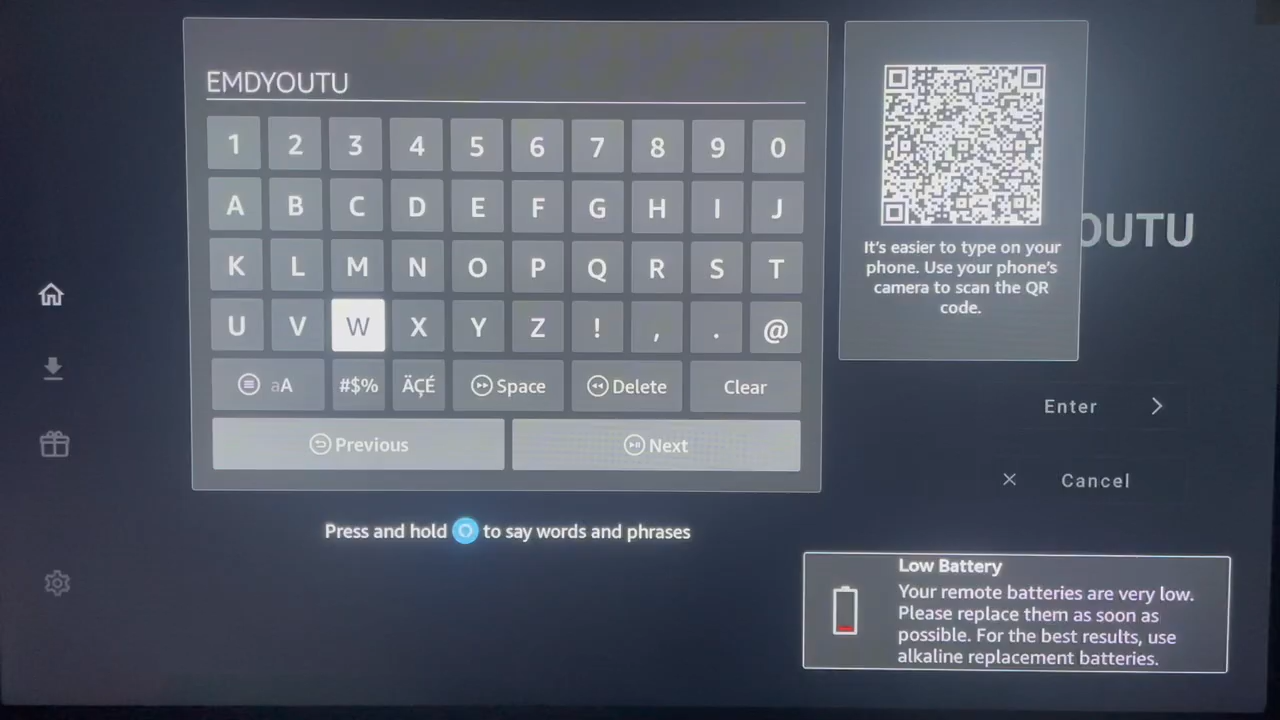 EMDYOUTU
1 2 3 4 5 6 7 8 9 0
A B C D E F G H I J
K L M N O P Q R S T
U V W X Y Z ! , . @
aA #$% ÄÇÉ Space Delete Clear
Previous Next
Press and hold to say words and phrases
It's easier to type on your
phone. Use your phone's
camera to scan the QR
code.
OUTU
Enter
Cancel
Low Battery
Your remote batteries are very low.
Please replace them as soon as
possible. For the best results, use
alkaline replacement batteries.